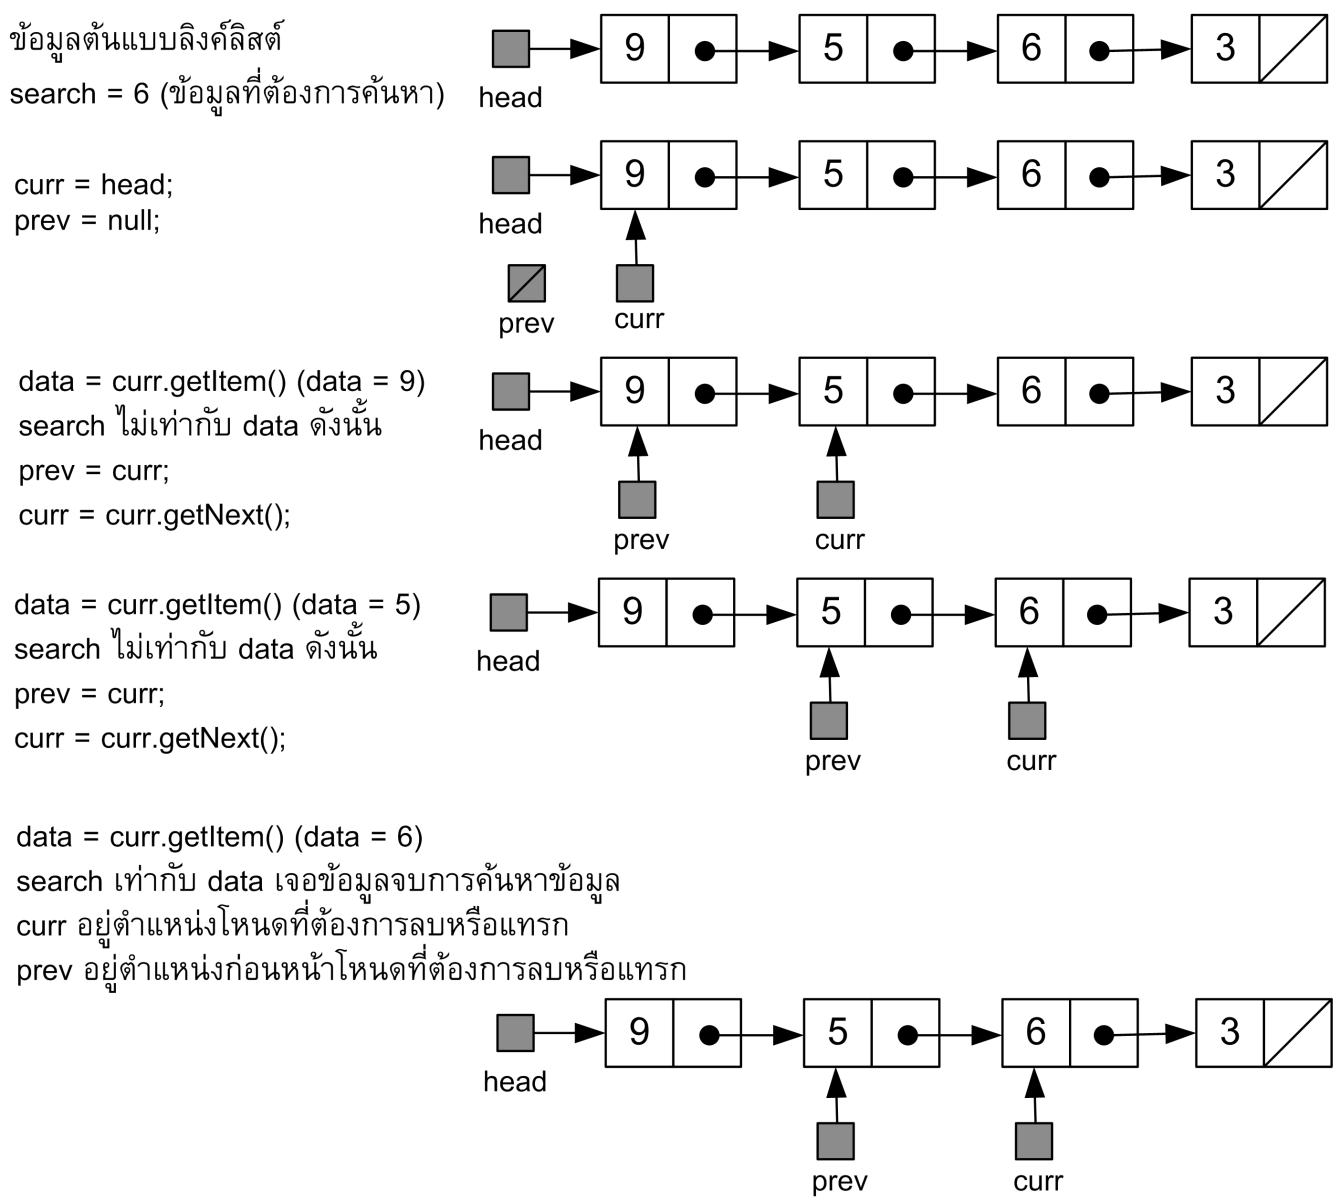 ข้อมูลต้นแบบลิงค์ลิสต์
search = 6 (ข้อมูลที่ต้องการค้นหา)
head
9 5 6 3
curr = head;
prev = null;
head
9 5 6 3
prev curr
data = curr.getItem() (data = 9)
search ไม่เท่ากับ data ดังนั้น
prev = curr;
curr = curr.getNext();
head
9 5 6 3
prev curr
data = curr.getItem() (data = 5)
search ไม่เท่ากับ data ดังนั้น
prev = curr;
curr = curr.getNext();
head
9 5 6 3
prev curr
data = curr.getItem() (data = 6)
search เท่ากับ data เจอข้อมูลจบการค้นหาข้อมูล
curr อยู่ตำแหน่งโหนดที่ต้องการลบหรือแทรก
prev อยู่ตำแหน่งก่อนหน้าโหนดที่ต้องการลบหรือแทรก
9 5 6 3
head
prev curr